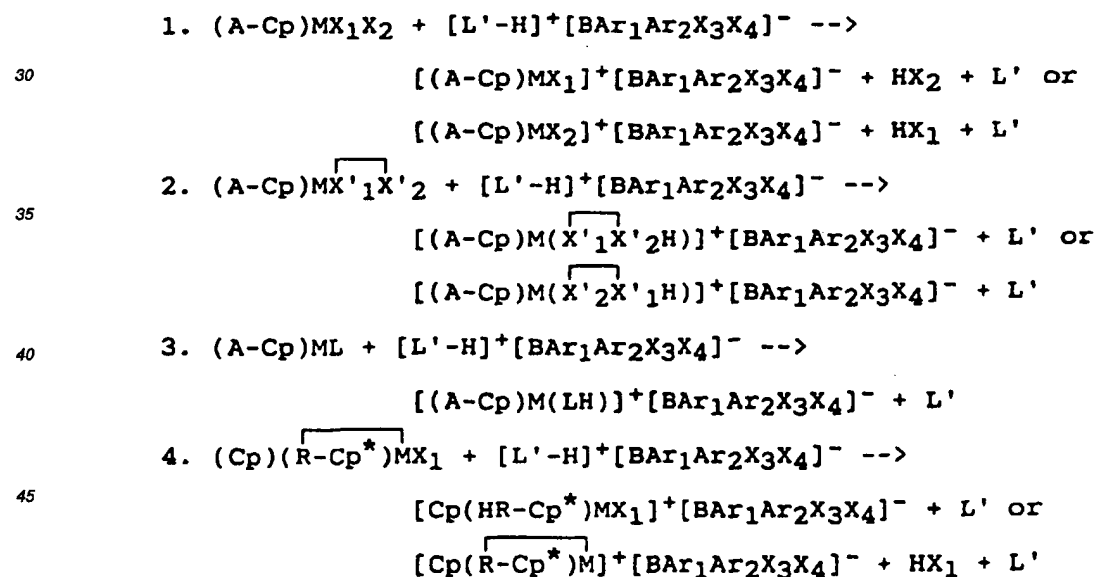 1. (A-Cp)MX1X2 + [L'-H]+[BAr1Ar2X3X4]- -->
30 [(A-Cp)MX1]+[BAr1Ar2X3X4]- + HX2 + L' or
[(A-Cp)MX2]+[BAr1Ar2X3X4]- + HX1 + L'
2. (A-Cp)MX'1X'2 + [L'-H]+[BAr1Ar2X3X4]- -->
35 [(A-Cp)M(X'1X'2H)]+[BAr1Ar2X3X4]- + L' or
[(A-Cp)M(X'2X'1H)]+[BAr1Ar2X3X4]- + L'
40 3. (A-Cp)ML + [L'-H]+[BAr1Ar2X3X4]- -->
[(A-Cp)M(LH)]+[BAr1Ar2X3X4]- + L'
4. (Cp)(R-Cp*)MX1 + [L'-H]+[BAr1Ar2X3X4]- -->
45 [Cp(HR-Cp*)MX1]+[BAr1Ar2X3X4]- + L' or
[Cp(R-Cp*)M]+[BAr1Ar2X3X4]- + HX1 + L'